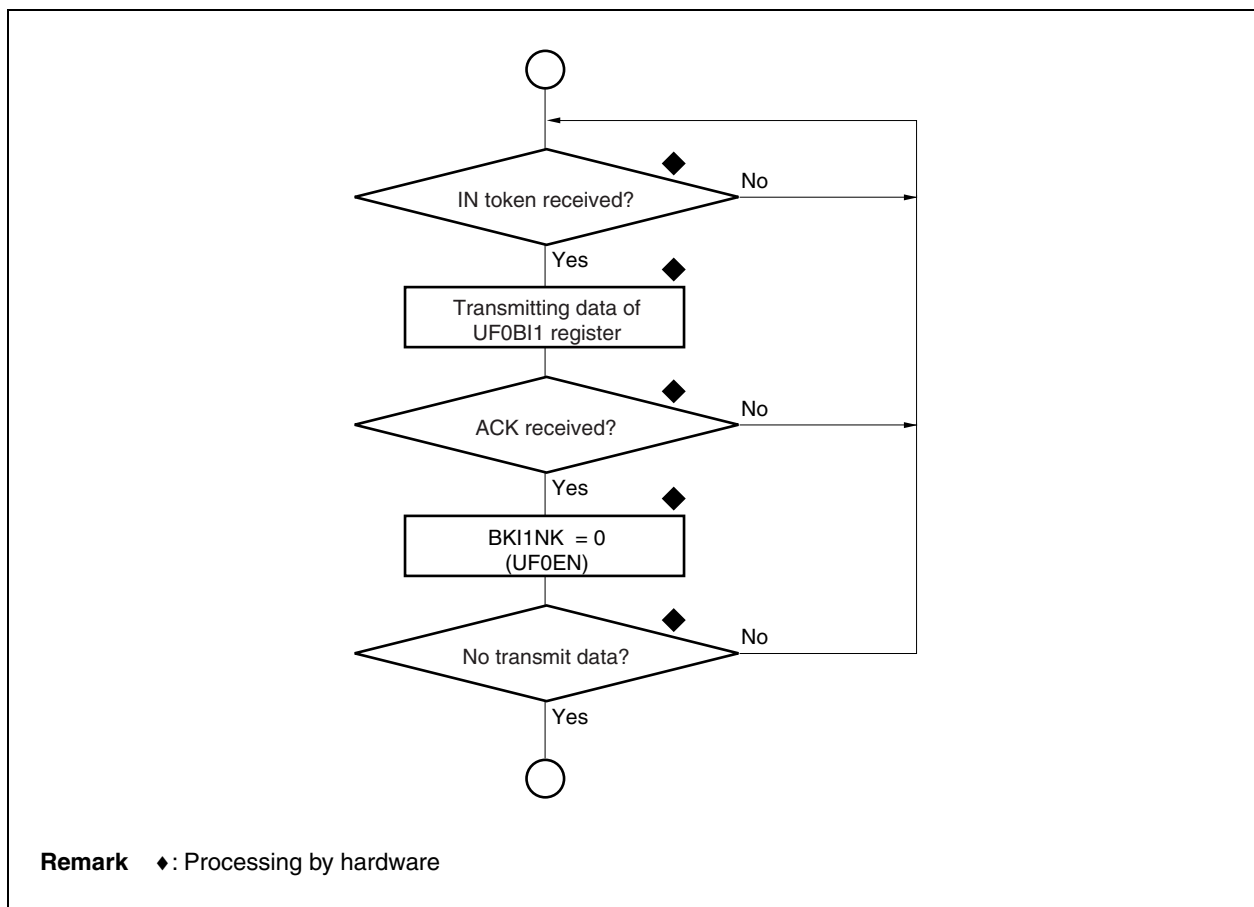 IN token received?
No
Yes
Transmitting data of
UF0BI1 register
ACK received?
No
Yes
BKI1NK = 0
(UF0EN)
No transmit data?
No
Yes
Remark ♦: Processing by hardware